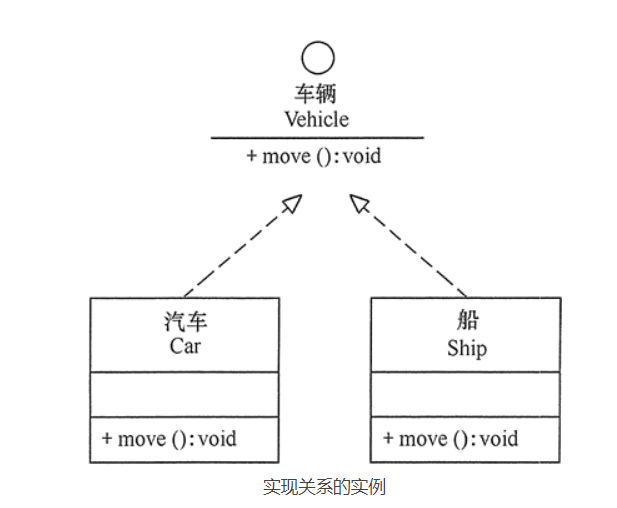 车辆
Vehicle
+ move ():void
汽车
Car
+ move ():void
船
Ship
+ move ():void
实现关系的实例